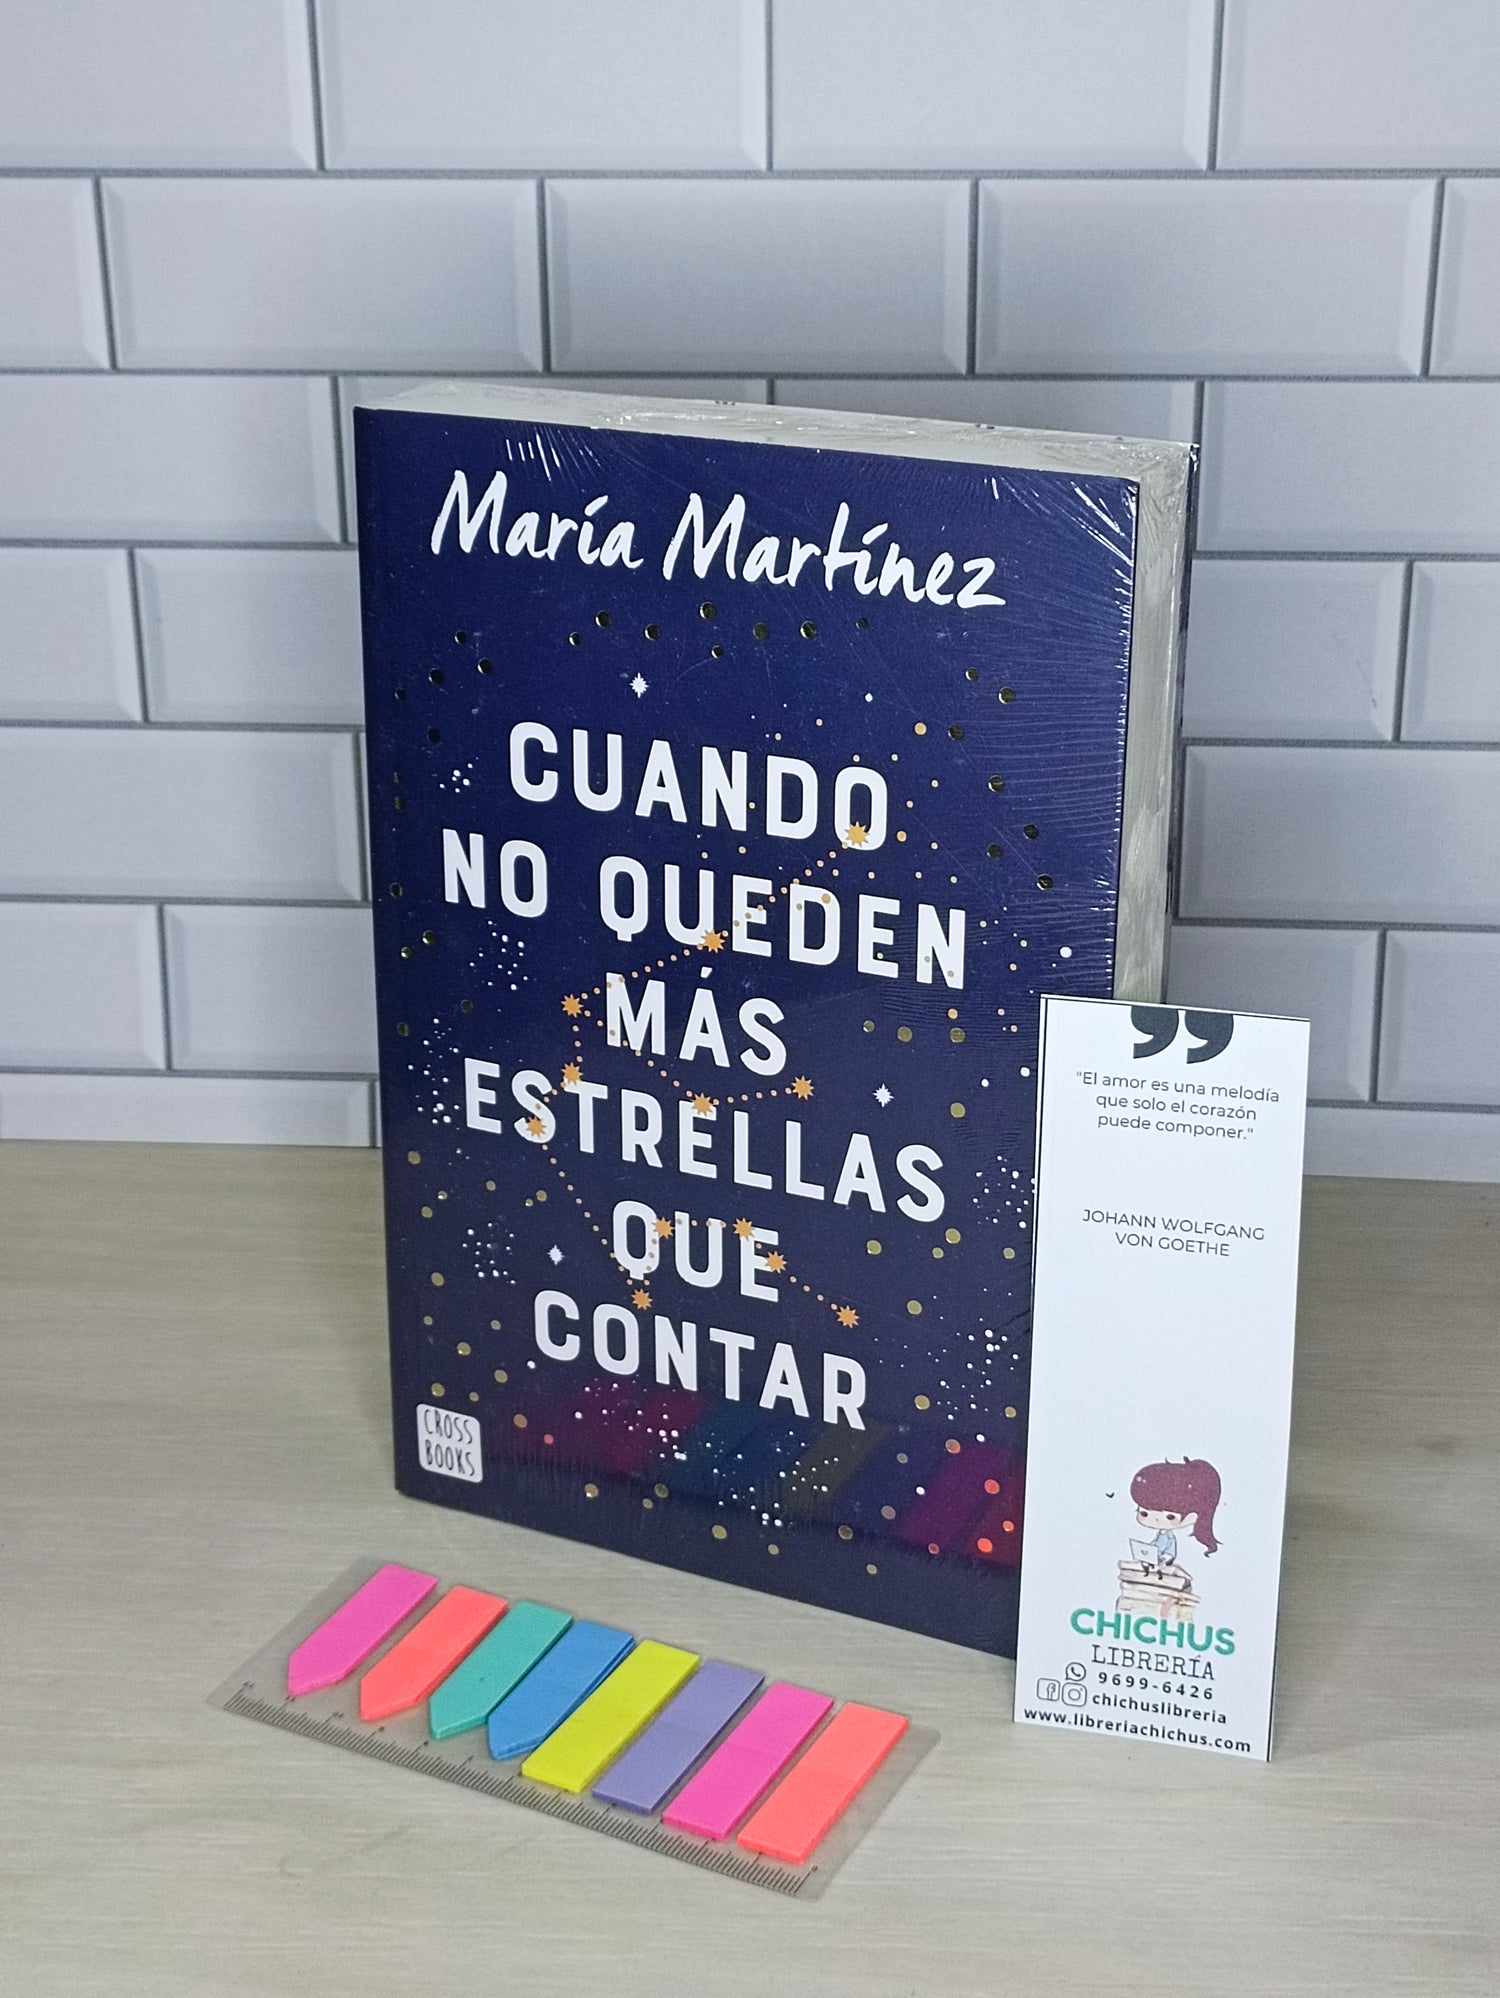 María Martínez
CUANDO
NO QUEDEN
MÁS
ESTRELLAS
QUE
CONTAR
CROSS
BOOKS
"El amor es una melodía
que solo el corazón
puede componer."
JOHANN WOLFGANG
VON GOETHE
CHICHUS
LIBRERÍA
9699-6426
chichuslibreria
www.libreriachichus.com